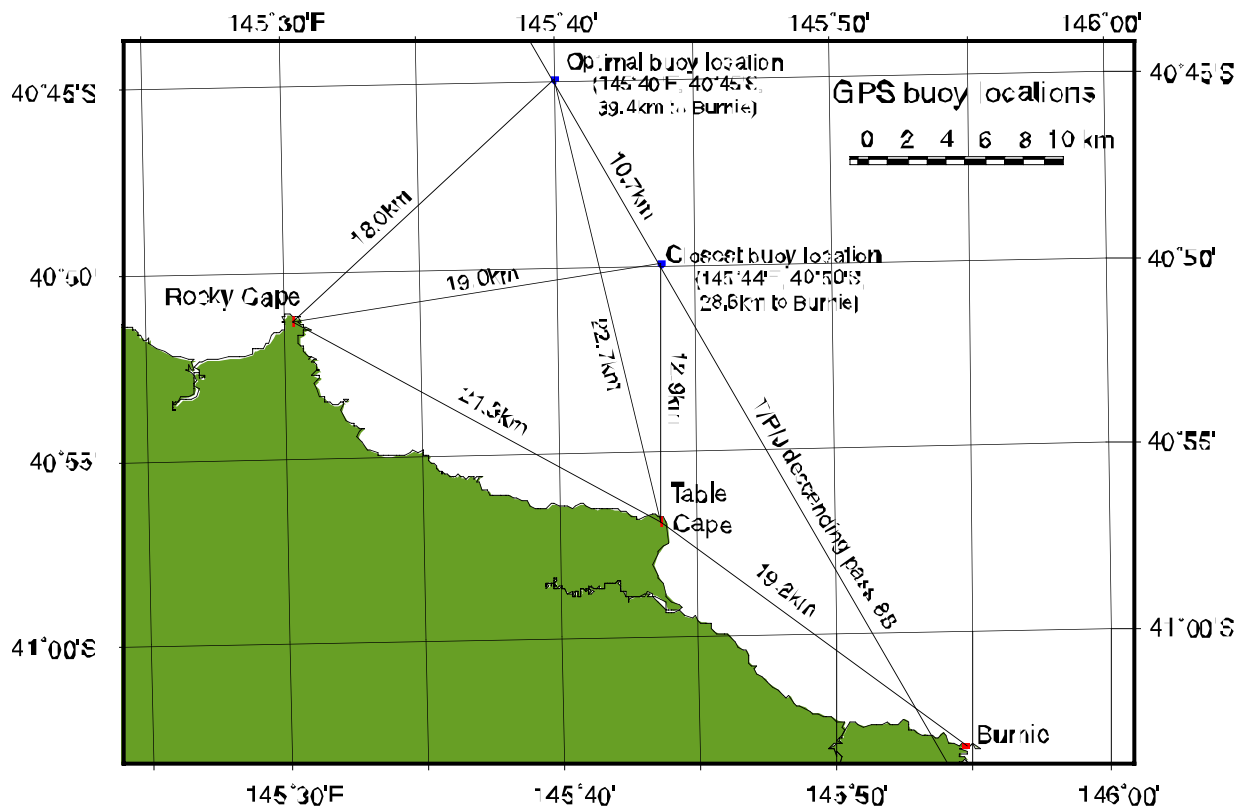 145°30'E 145°40' 145°50' 146°00'
Optimal buoy location
(145°40'E, 40°45'S,
39.4km to Burnie)
40°45'S
40°45'S
GPS buoy locations
0 2 4 6 8 10 km
10.7km
18.0km
Closest buoy location
(145°44'E, 40°50'S,
28.6km to Burnie)
40°50'
40°50'
19.0km
Rocky Cape
22.7km
12.9km
21.3km
T/P/J descending pass 88
40°55'
40°55'
Table
Cape
19.2km
41°00'S
41°00'S
Burnie
145°30'E 145°40' 145°50' 146°00'